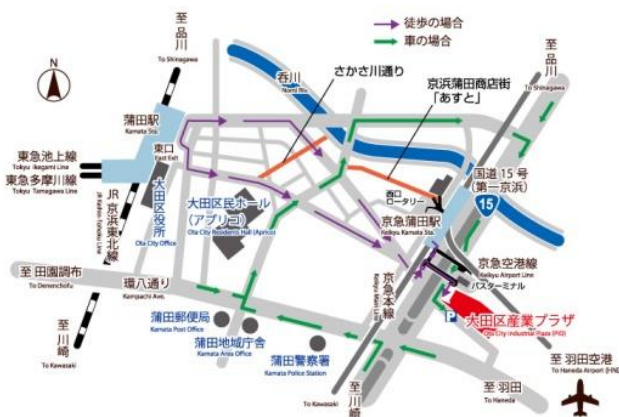 徒歩の場合
車の場合
至 品川
To Shinagawa
至 品川
To Shinagawa
N
呑川
Nomi Riv.
さかさ川通り
京浜蒲田商店街
「あすと」
蒲田駅
Kamata Sta.
東口
East Exit
東急池上線
Tokyu Ikegami Line
東急多摩川線
Tokyu Tamagawa Line
JR 京浜東北線
JR Keihin Tohoku Line
大田区役所
Ota City Office
大田区民ホール
(アプリコ)
Ota City Residents Hall (Aprico)
西口
ロータリー
国道 15 号
(第一京浜)
15
京急蒲田駅
Keikyu Kamata Sta.
京急空港線
Keikyu Airport Line
バスターミナル
京急本線
Keikyu Main Line
至 田園調布
To Denenchofu
環八通り
Kampachi Ave.
P
大田区産業プラザ
Ota City Industrial Plaza (PiO)
蒲田郵便局
Kamata Post Office
蒲田地域庁舎
Kamata Area Office
蒲田警察署
Kamata Police Station
至 川崎
To Kawasaki
至 川崎
To Kawasaki
至 羽田
To Haneda
至 羽田空港
To Haneda Airport (HND)